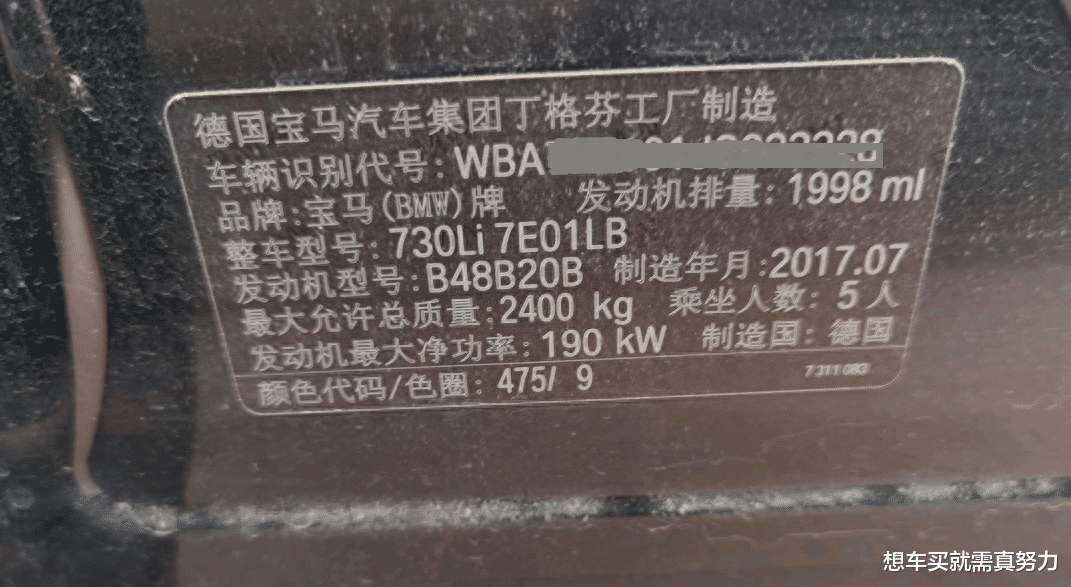 德国宝马汽车集团丁格芬工厂制造
车辆识别代号: WBA
品牌:宝马(BMW)牌 发动机排量: 1998 ml
整车型号: 730Li 7E01LB
发动机型号: B48B20B 制造年月:2017.07
最大允许总质量: 2400 kg 乘坐人数: 5 人
发动机最大净功率: 190 kW 制造国: 德国
颜色代码/色圈: 475/ 9
7 311 083
想车买就需真努力